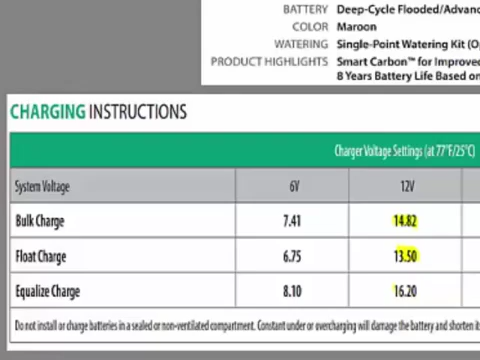 BATTERY Deep-Cycle Flooded/Advanc
COLOR Maroon
WATERING Single-Point Watering Kit (Op
PRODUCT HIGHLIGHTS Smart Carbon™ for Improved
8 Years Battery Life Based on
CHARGING INSTRUCTIONS
Charger Voltage Settings (at 77°F/25°C)
System Voltage 6V 12V
Bulk Charge 7.41 14.82
Float Charge 6.75 13.50
Equalize Charge 8.10 16.20
Do not install or charge batteries in a sealed or non-ventilated compartment. Constant under or overcharging will damage the battery and shorten its